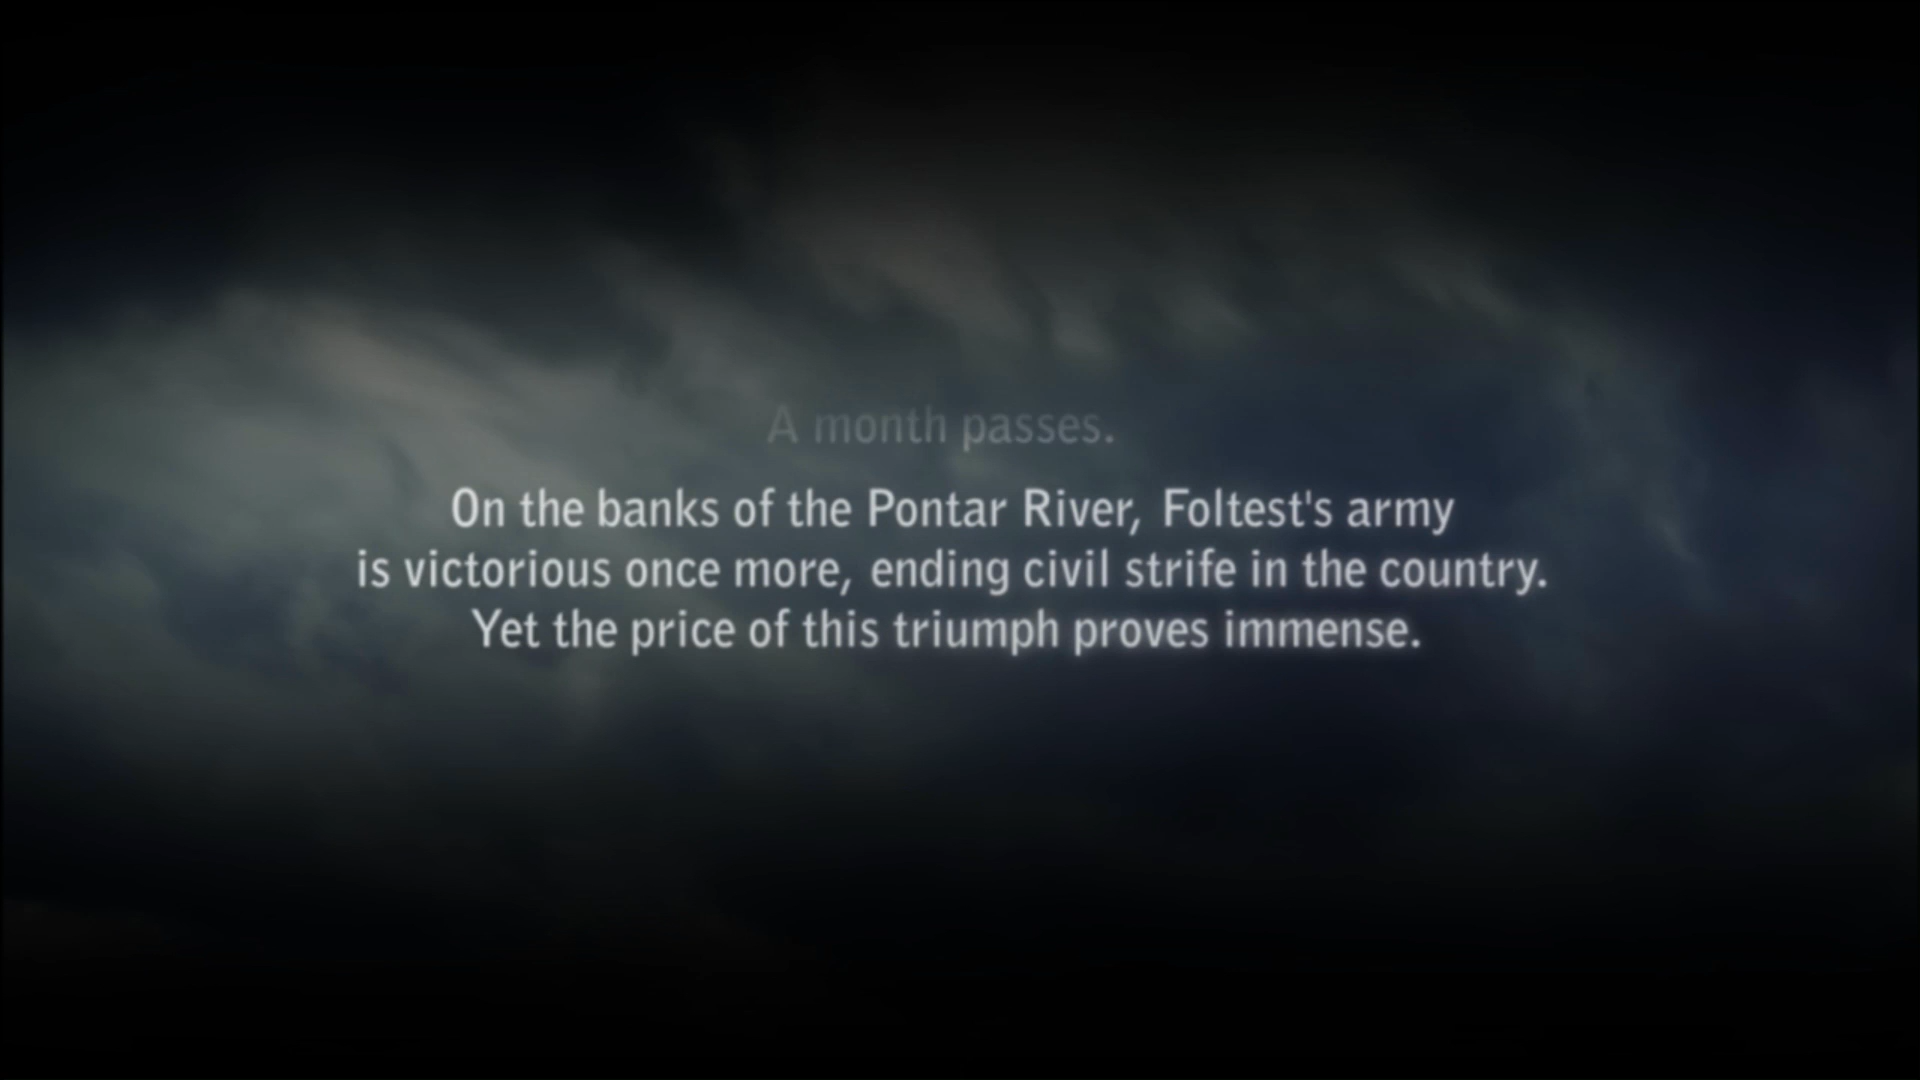 A month passes.
On the banks of the Pontar River, Foltest's army
is victorious once more, ending civil strife in the country.
Yet the price of this triumph proves immense.